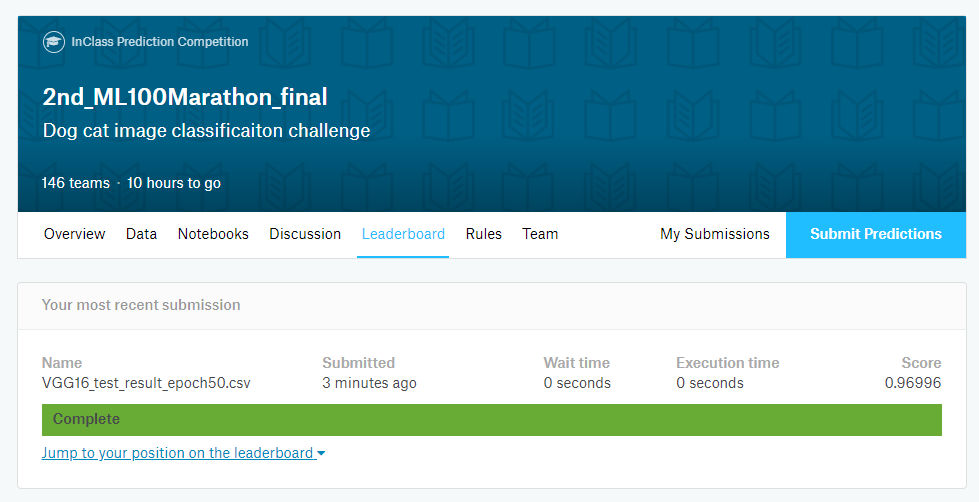 InClass Prediction Competition
2nd_ML100Marathon_final
Dog cat image classificaiton challenge
146 teams · 10 hours to go
Overview Data Notebooks Discussion Leaderboard Rules Team My Submissions Submit Predictions
Your most recent submission
Name Submitted Wait time Execution time Score
VGG16_test_result_epoch50.csv 3 minutes ago 0 seconds 0 seconds 0.96996
Complete
Jump to your position on the leaderboard